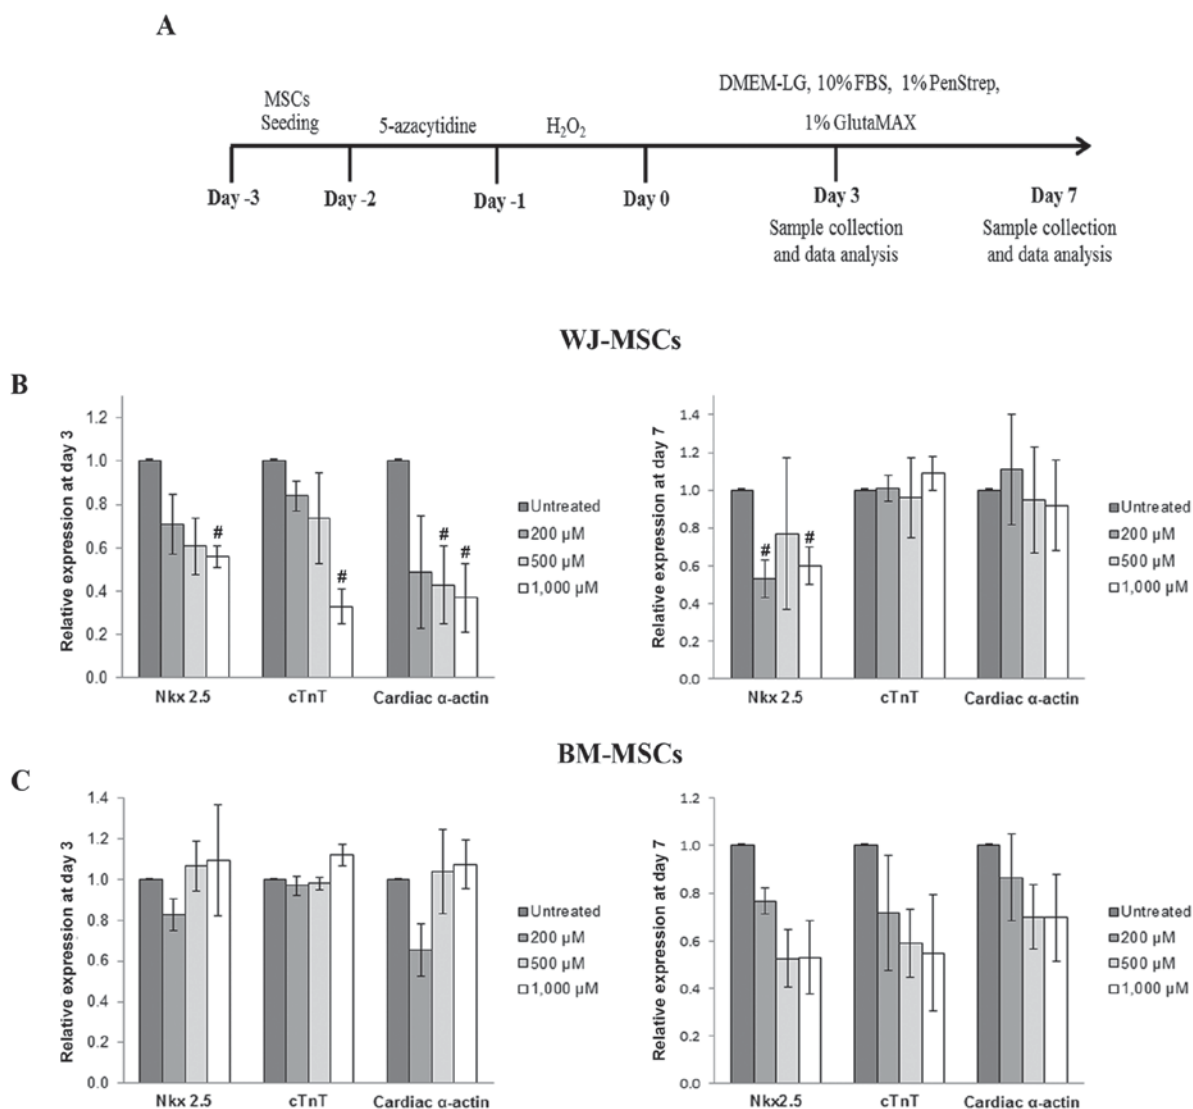 A
MSCs
Seeding
5-azacytidine
H₂O₂
DMEM-LG, 10%FBS, 1%PenStrep,
1% GlutaMAX
Day -3
Day -2
Day -1
Day 0
Day 3
Sample collection
and data analysis
Day 7
Sample collection
and data analysis
WJ-MSCs
B
Relative expression at day 3
1.2
1.0
0.8
0.6
0.4
0.2
0.0
#
#
#
#
Nkx 2.5
cTnT
Cardiac α-actin
Untreated
200 µM
500 µM
1,000 µM
Relative expression at day 7
1.4
1.2
1.0
0.8
0.6
0.4
0.2
0.0
#
#
Nkx 2.5
cTnT
Cardiac α-actin
Untreated
200 µM
500 µM
1,000 µM
BM-MSCs
C
Relative expression at day 3
1.4
1.2
1.0
0.8
0.6
0.4
0.2
0.0
Nkx 2.5
cTnT
Cardiac α-actin
Untreated
200 µM
500 µM
1,000 µM
Relative expression at day 7
1.2
1.0
0.8
0.6
0.4
0.2
0.0
Nkx2.5
cTnT
Cardiac α-actin
Untreated
200 µM
500 µM
1,000 µM